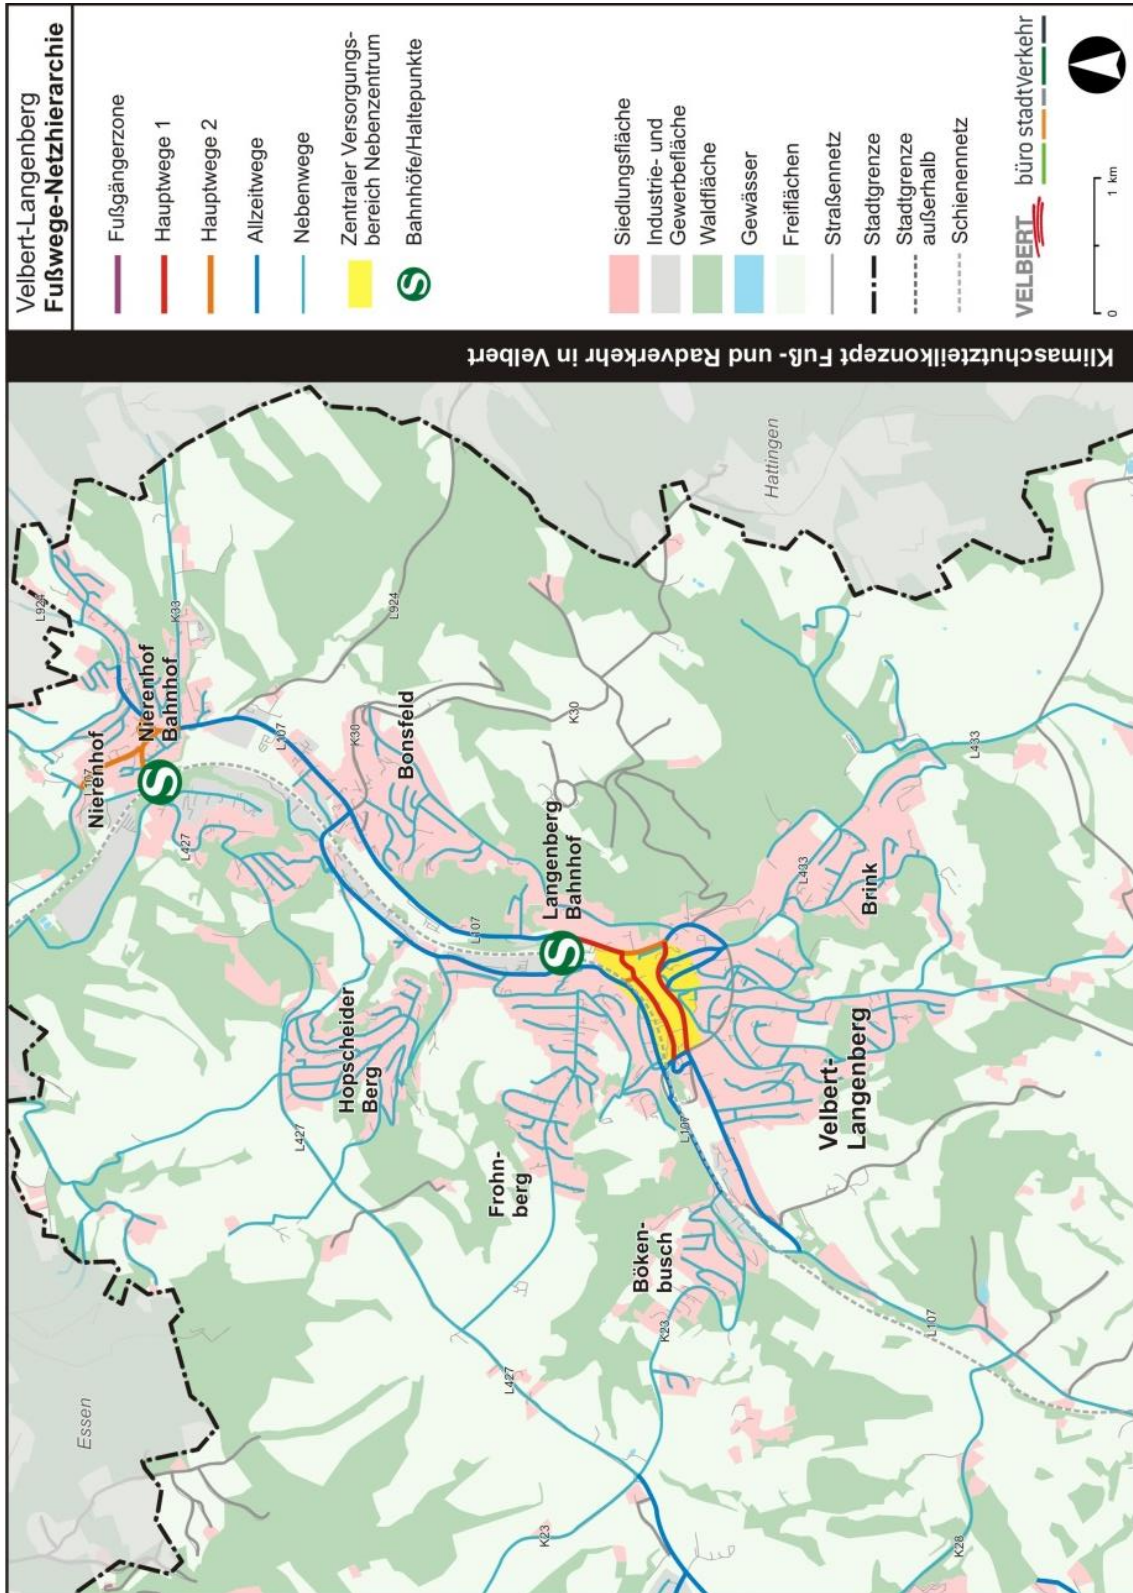 Velbert-Langenberg
Fußwege-Netzhierarchie
Fußgängerzone
Hauptwege 1
Hauptwege 2
Allzeitwege
Nebenwege
Zentraler Versorgungs-
bereich Nebenzentrum
S
Bahnhöfe/Haltepunkte
Siedlungsfläche
Industrie- und
Gewerbefläche
Waldfläche
Gewässer
Freiflächen
Straßennetz
Stadtgrenze
Stadtgrenze
außerhalb
Schienennetz
VELBERT
büro stadtVerkehr
0
1 km
Klimaschutzteilkonzept Fuß- und Radverkehr in Velbert
L924
K33
Nierenhof
Bahnhof
Nierenhof
L107
S
L427
L924
L107
K30
Bonsfeld
K30
Hattingen
Langenberg
Bahnhof
S
L107
L433
L433
Brink
Hopscheider
Berg
L427
Frohn-
berg
Velbert-
Langenberg
L107
Böken-
busch
K23
L107
L427
Essen
K23
K28